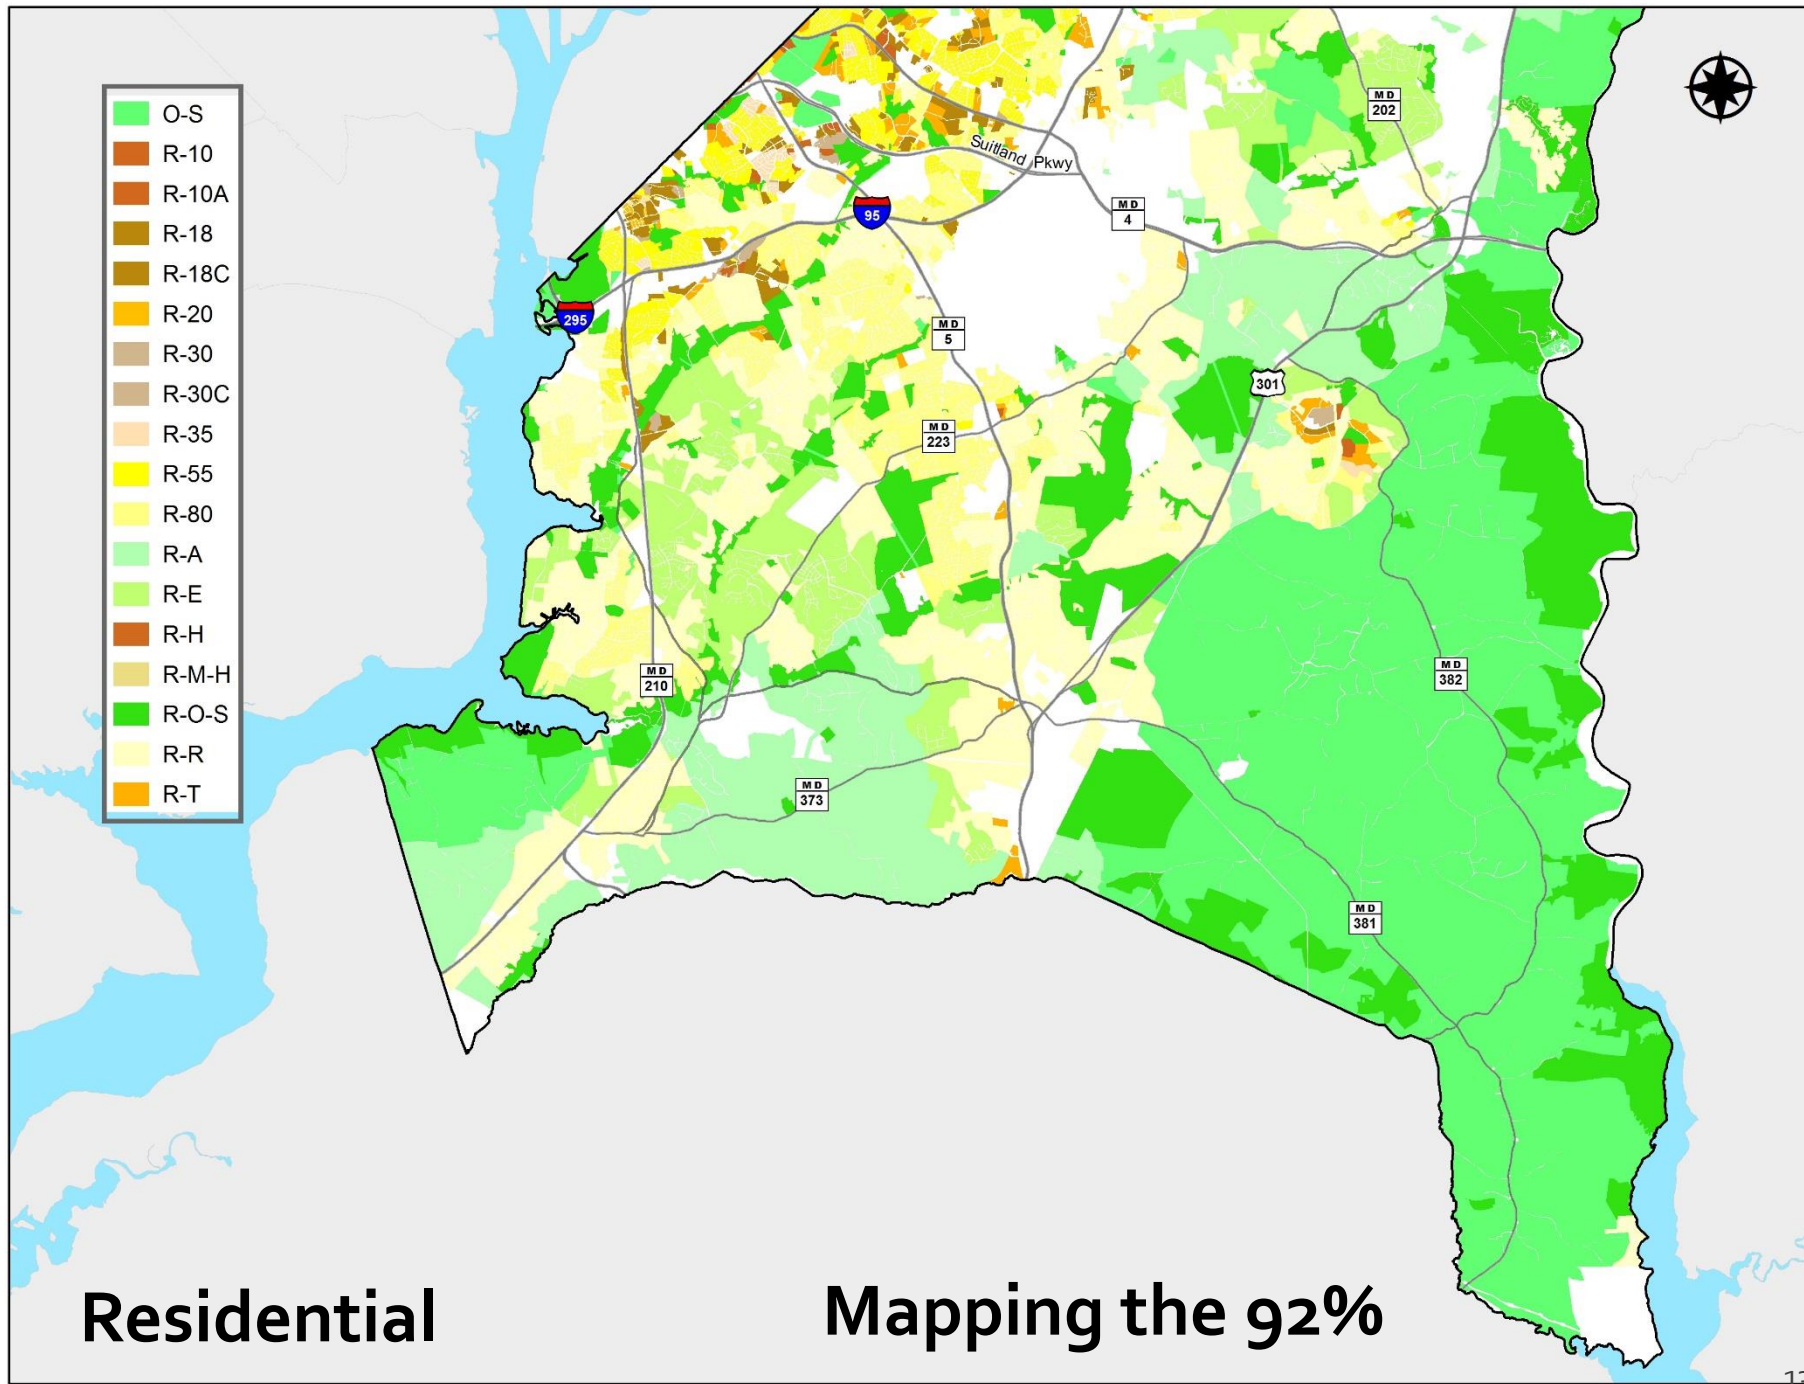 O-S
R-10
R-10A
R-18
R-18C
R-20
R-30
R-30C
R-35
R-55
R-80
R-A
R-E
R-H
R-M-H
R-O-S
R-R
R-T
MD
202
Suitland Pkwy
95
MD
4
295
MD
5
301
MD
223
MD
210
MD
382
MD
373
MD
381
Residential
Mapping the 92%